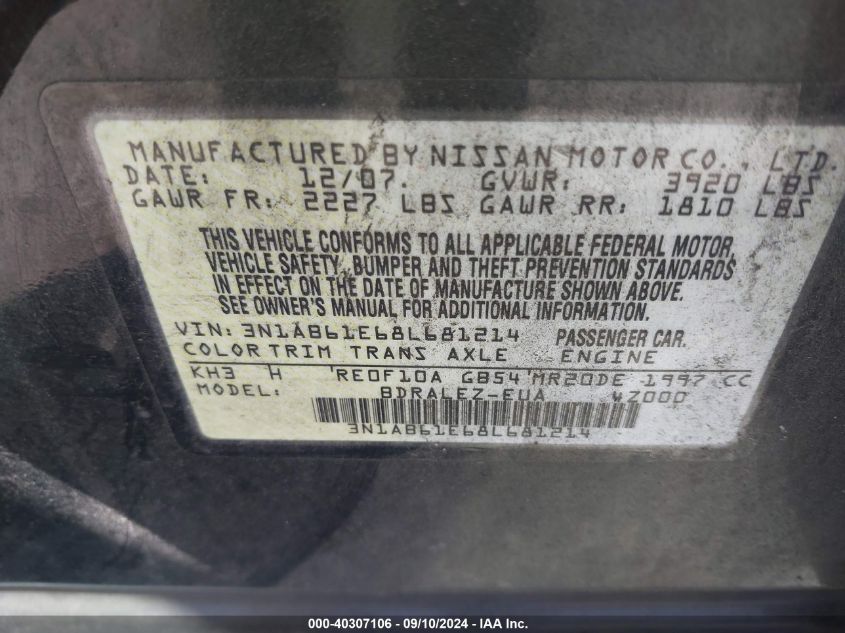 MANUFACTURED BY NISSAN MOTOR CO., LTD.
DATE: 12/07. GVWR: 3920 LBS
GAWR FR: 2227 LBS GAWR RR: 1810 LBS
THIS VEHICLE CONFORMS TO ALL APPLICABLE FEDERAL MOTOR
VEHICLE SAFETY, BUMPER AND THEFT PREVENTION STANDARDS
IN EFFECT ON THE DATE OF MANUFACTURE SHOWN ABOVE.
SEE OWNER'S MANUAL FOR ADDITIONAL INFORMATION.
VIN: 3N1AB61E68L681214 PASSENGER CAR.
COLOR TRIM TRANS AXLE ENGINE
KH3 H RE0F10A GB54 MR20DE 1997 CC
MODEL: BDRALEZ-EUA VZ000
3N1AB61E68L681214
000-40307106 - 09/10/2024 - IAA Inc.